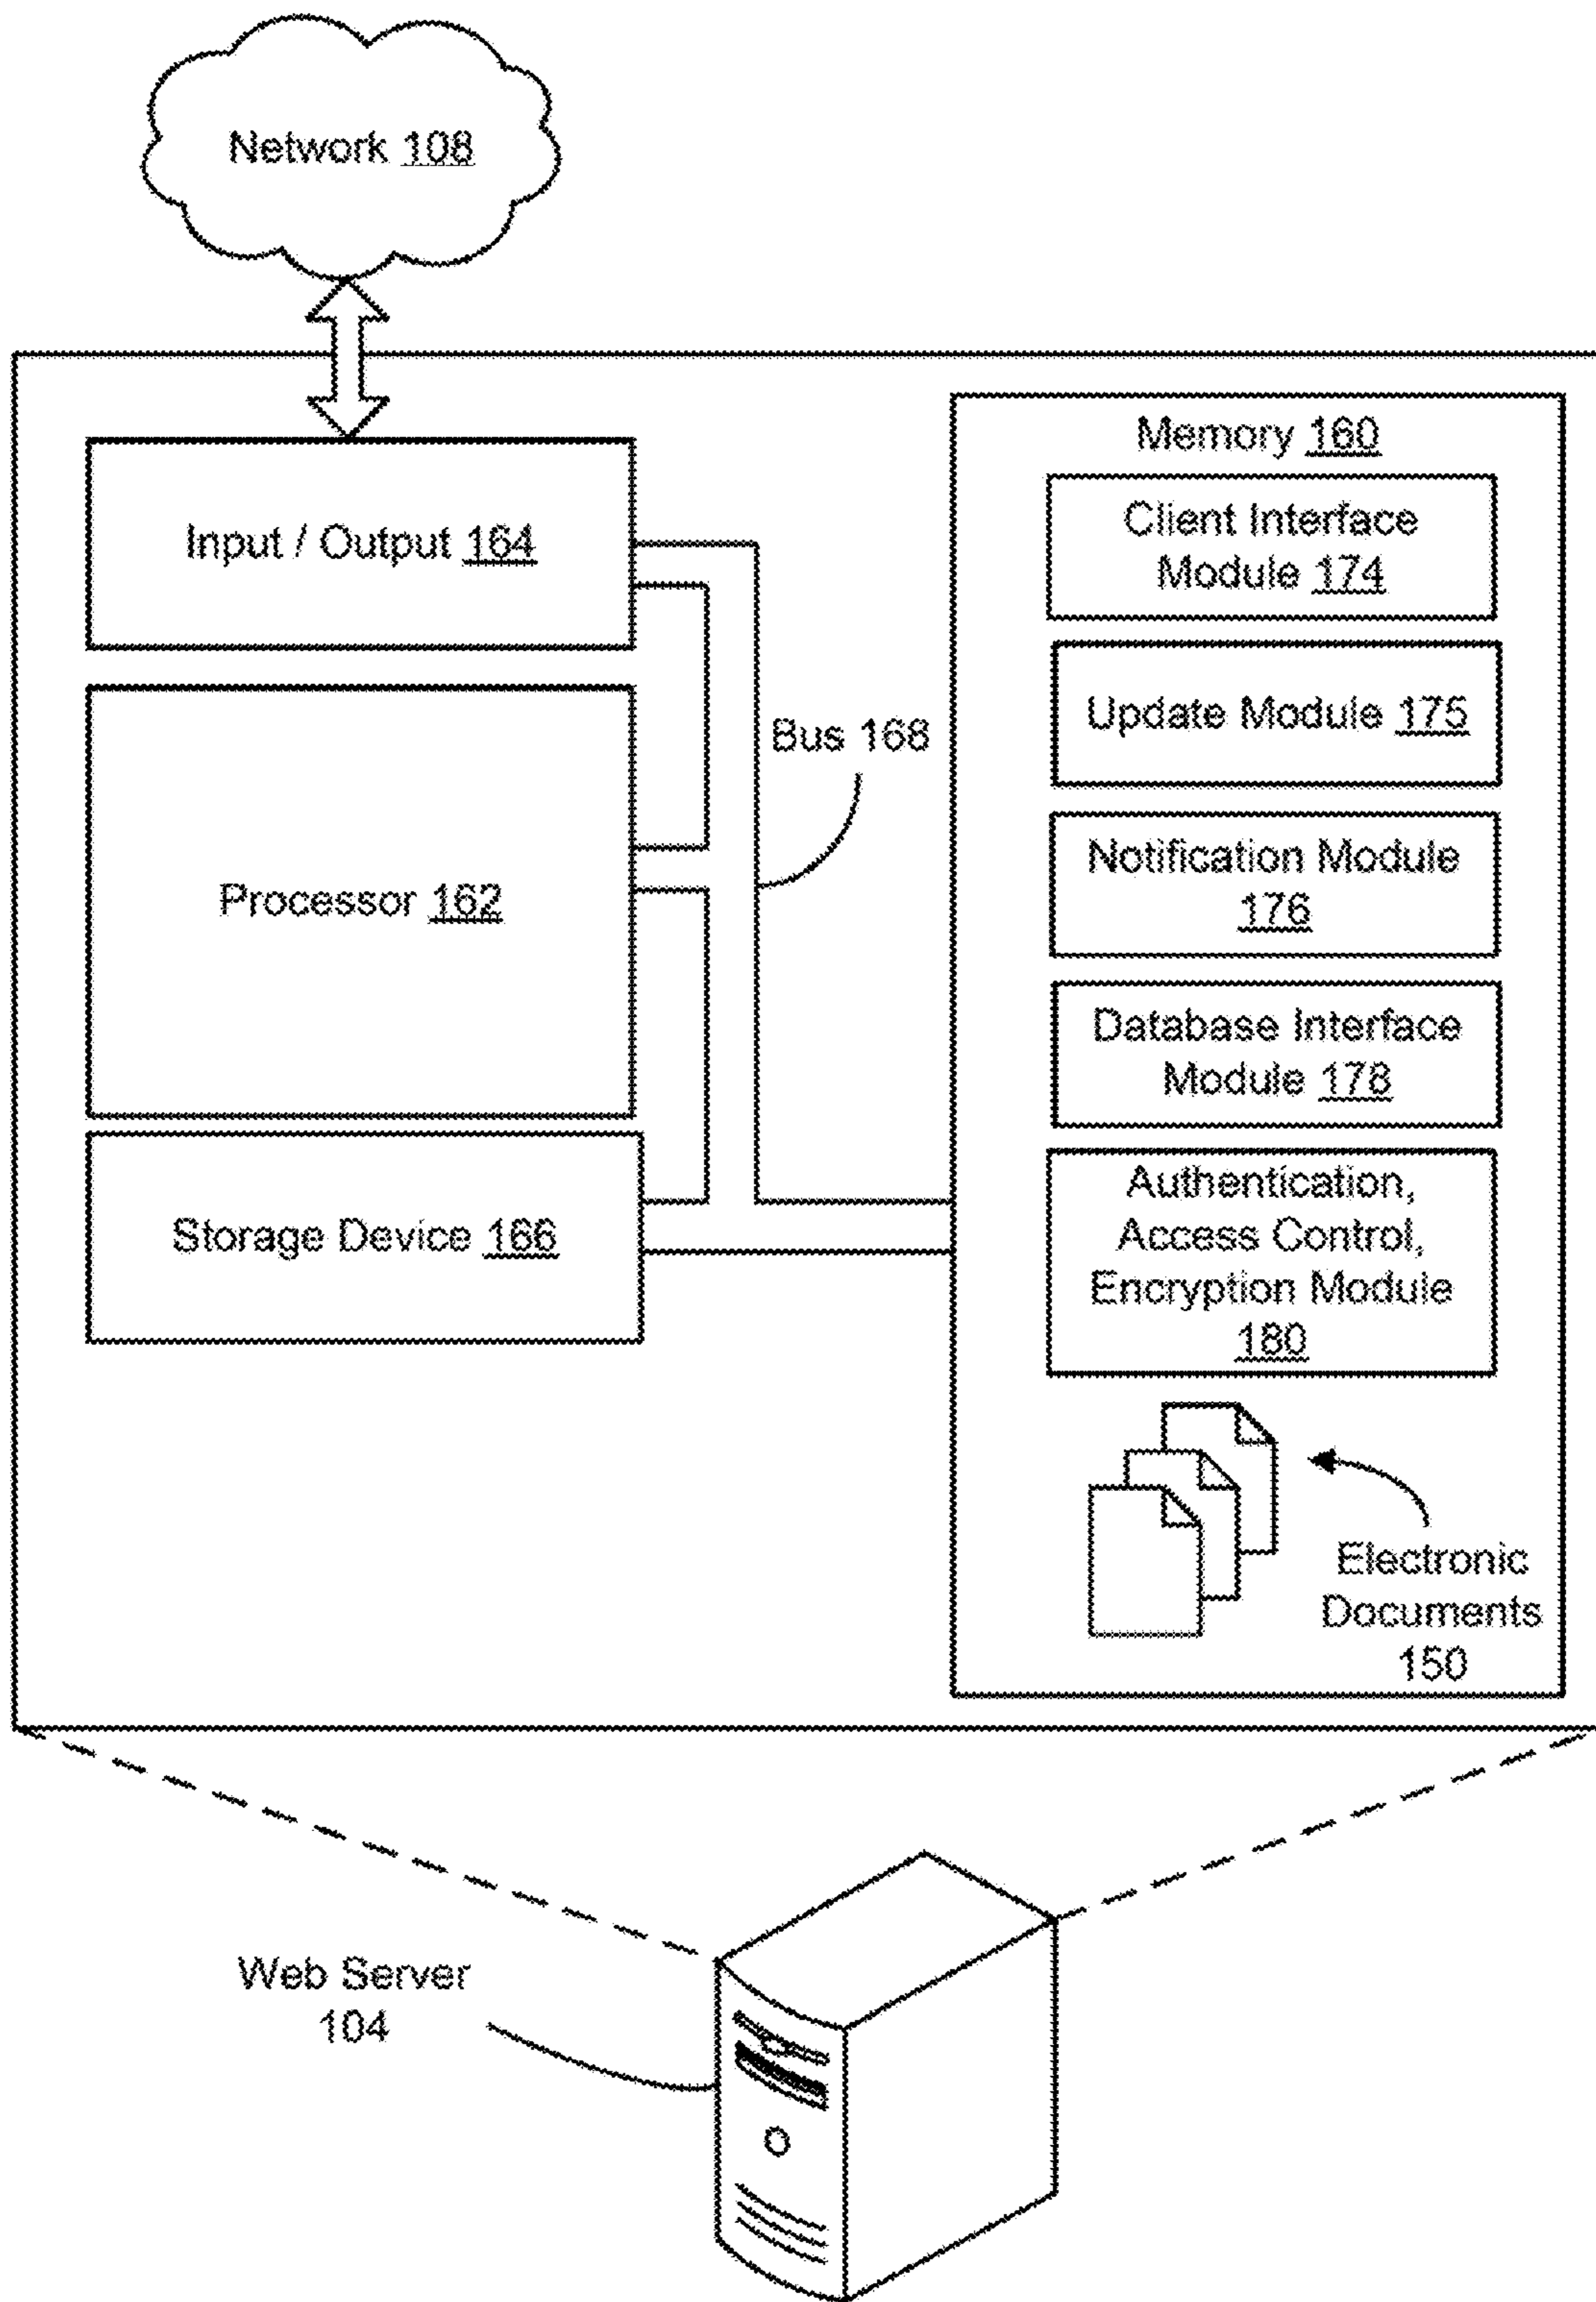 Network 108
Input / Output 164
Processor 162
Storage Device 166
Bus 168
Memory 160
Client Interface
Module 174
Update Module 175
Notification Module
176
Database Interface
Module 178
Authentication,
Access Control,
Encryption Module
180
Electronic
Documents
150
Web Server
104